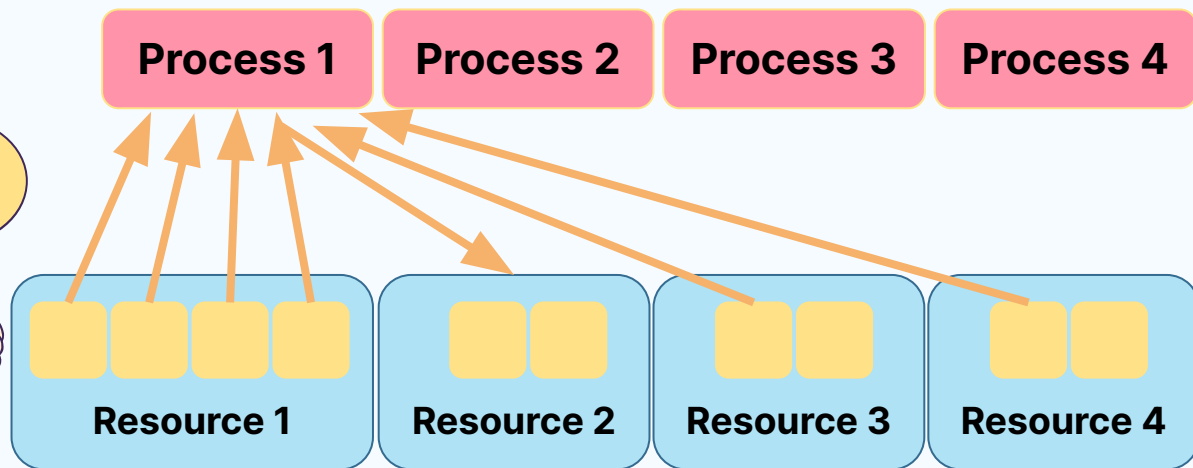 Process 1
Process 2
Process 3
Process 4
Resource 1
Resource 2
Resource 3
Resource 4